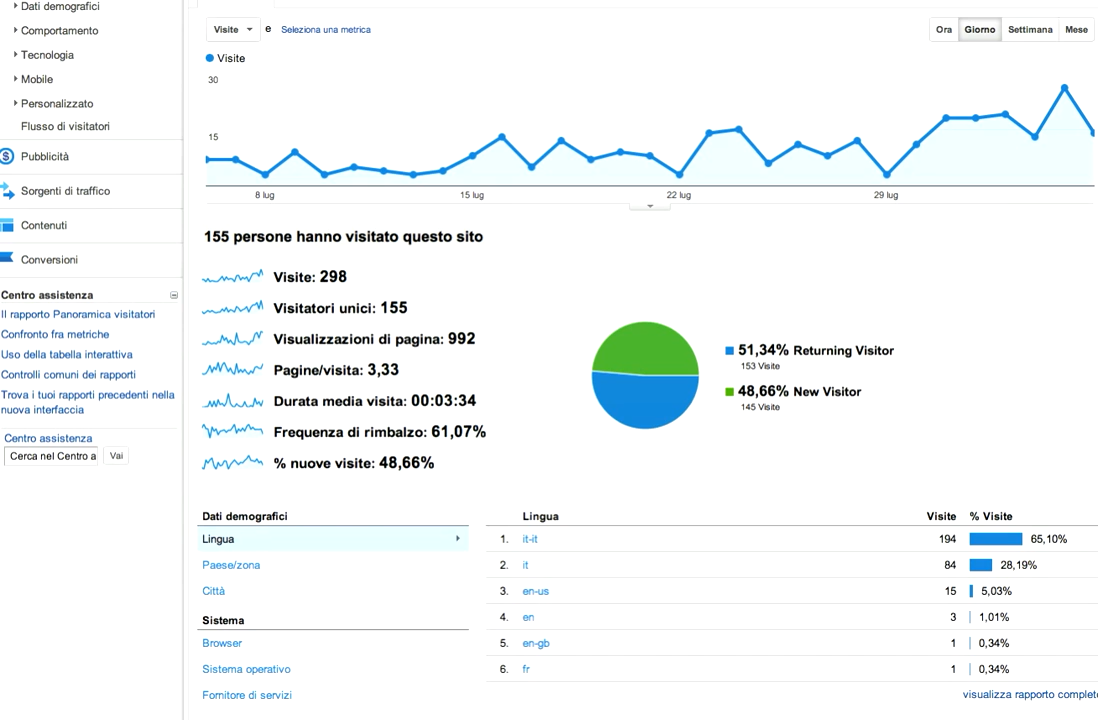 Dati demografici
Comportamento
Tecnologia
Mobile
Personalizzato
Flusso di visitatori
Pubblicità
Sorgenti di traffico
Contenuti
Conversioni
Centro assistenza
Il rapporto Panoramica visitatori
Confronto fra metriche
Uso della tabella interattiva
Controlli comuni dei rapporti
Trova i tuoi rapporti precedenti nella
nuova interfaccia
Centro assistenza
Cerca nel Centro a Vai
Visite e Seleziona una metrica
Ora Giorno Settimana Mese
Visite
30
15
8 lug 15 lug 22 lug 29 lug
155 persone hanno visitato questo sito
Visite: 298
Visitatori unici: 155
Visualizzazioni di pagina: 992
Pagine/visita: 3,33
Durata media visita: 00:03:34
Frequenza di rimbalzo: 61,07%
% nuove visite: 48,66%
51,34% Returning Visitor
153 Visite
48,66% New Visitor
145 Visite
Dati demografici
Lingua
Paese/zona
Città
Sistema
Browser
Sistema operativo
Fornitore di servizi
Lingua Visite % Visite
1. it-it 194 65,10%
2. it 84 28,19%
3. en-us 15 5,03%
4. en 3 1,01%
5. en-gb 1 0,34%
6. fr 1 0,34%
visualizza rapporto complet